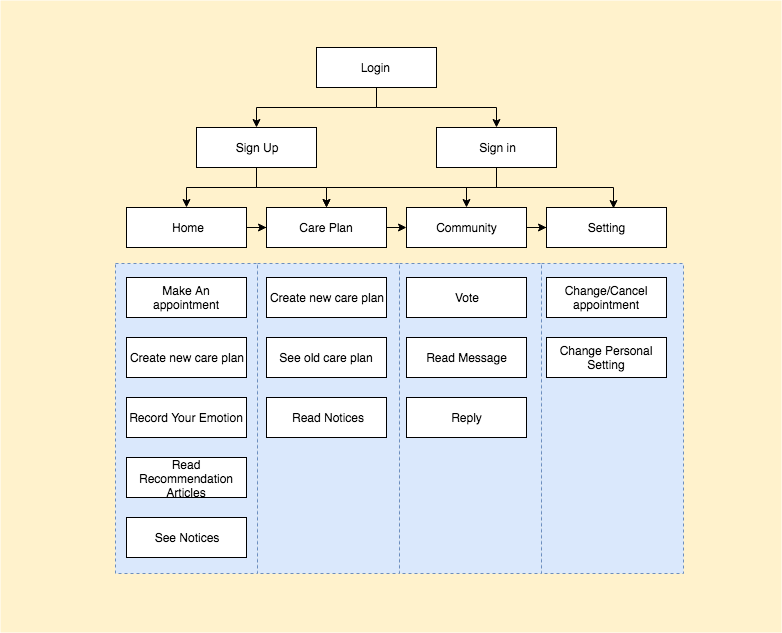 Login
Sign Up
Sign in
Home
Care Plan
Community
Setting
Make An
appointment
Create new care plan
Vote
Change/Cancel
appointment
Create new care plan
See old care plan
Read Message
Change Personal
Setting
Record Your Emotion
Read Notices
Reply
Read
Recommendation
Articles
See Notices